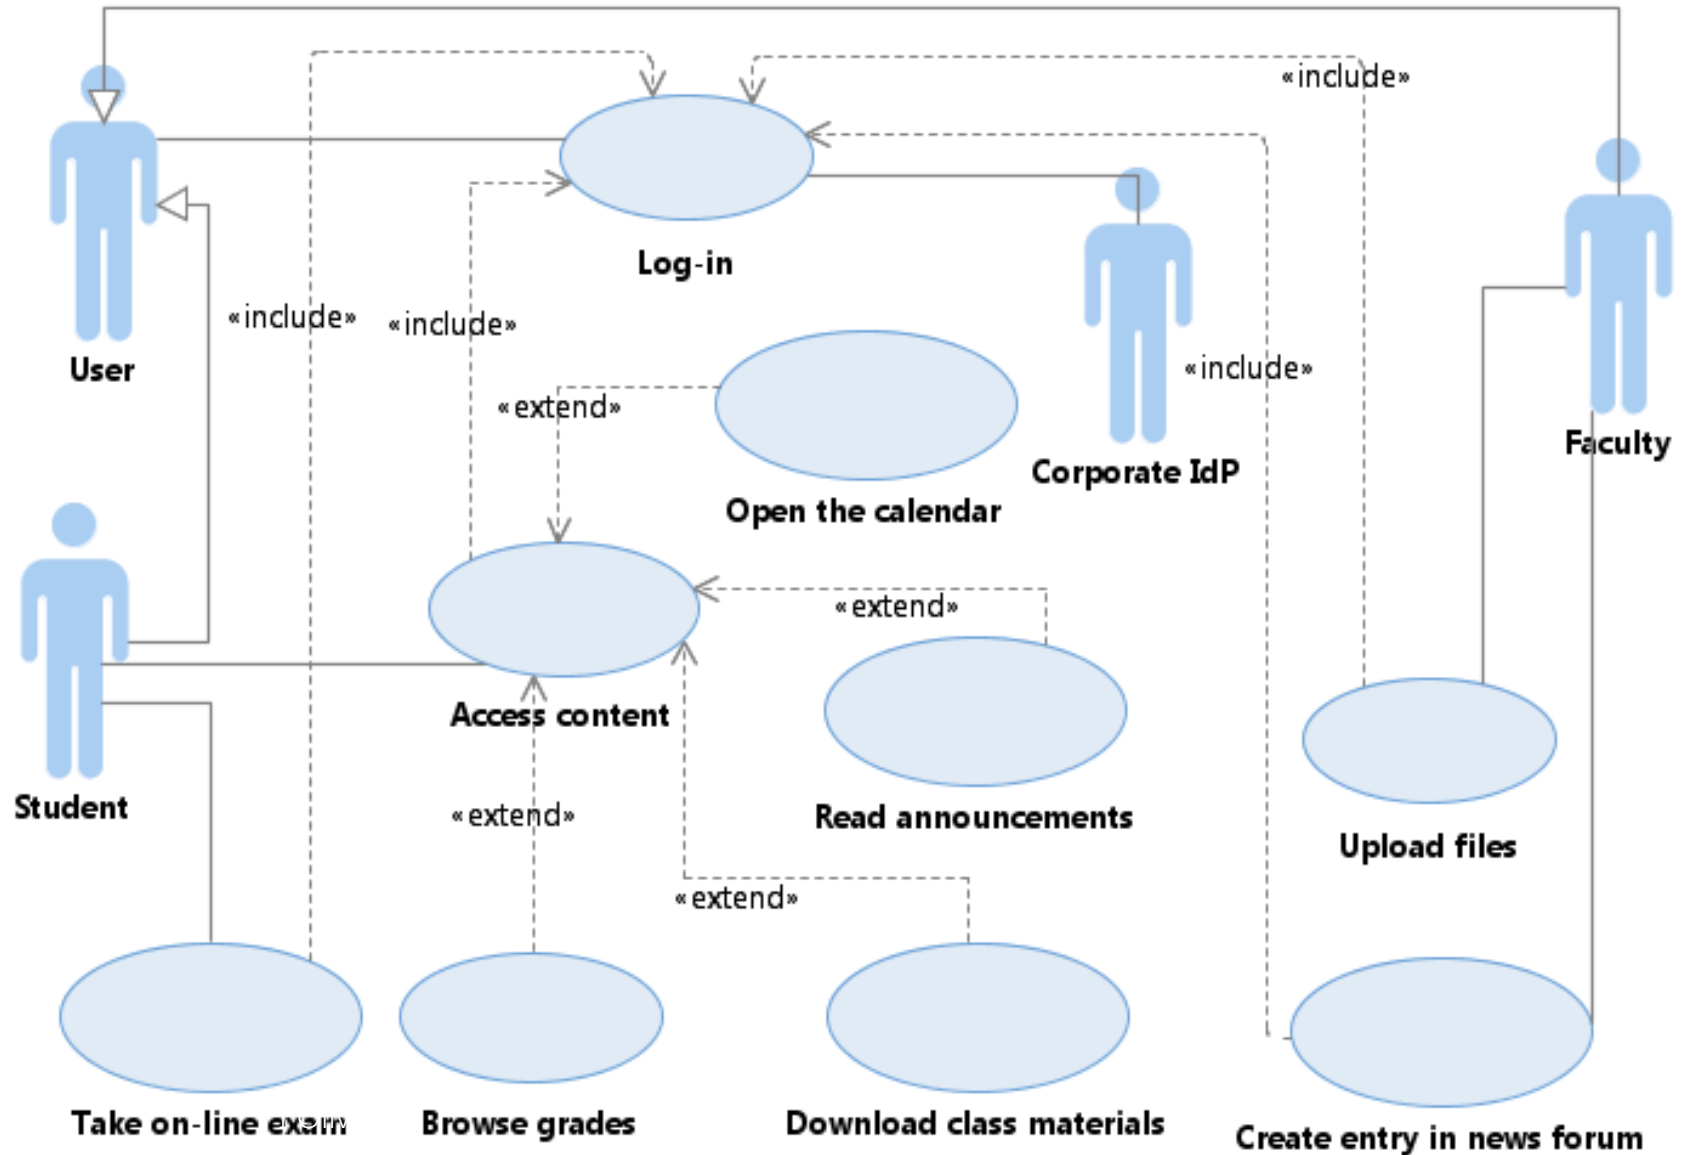 «include»
Log-in
«include»
«include»
User
«include»
«extend»
Faculty
Corporate IdP
Open the calendar
«extend»
Access content
Student
«extend»
Read announcements
Upload files
«extend»
Take on-line exam
Browse grades
Download class materials
Create entry in news forum